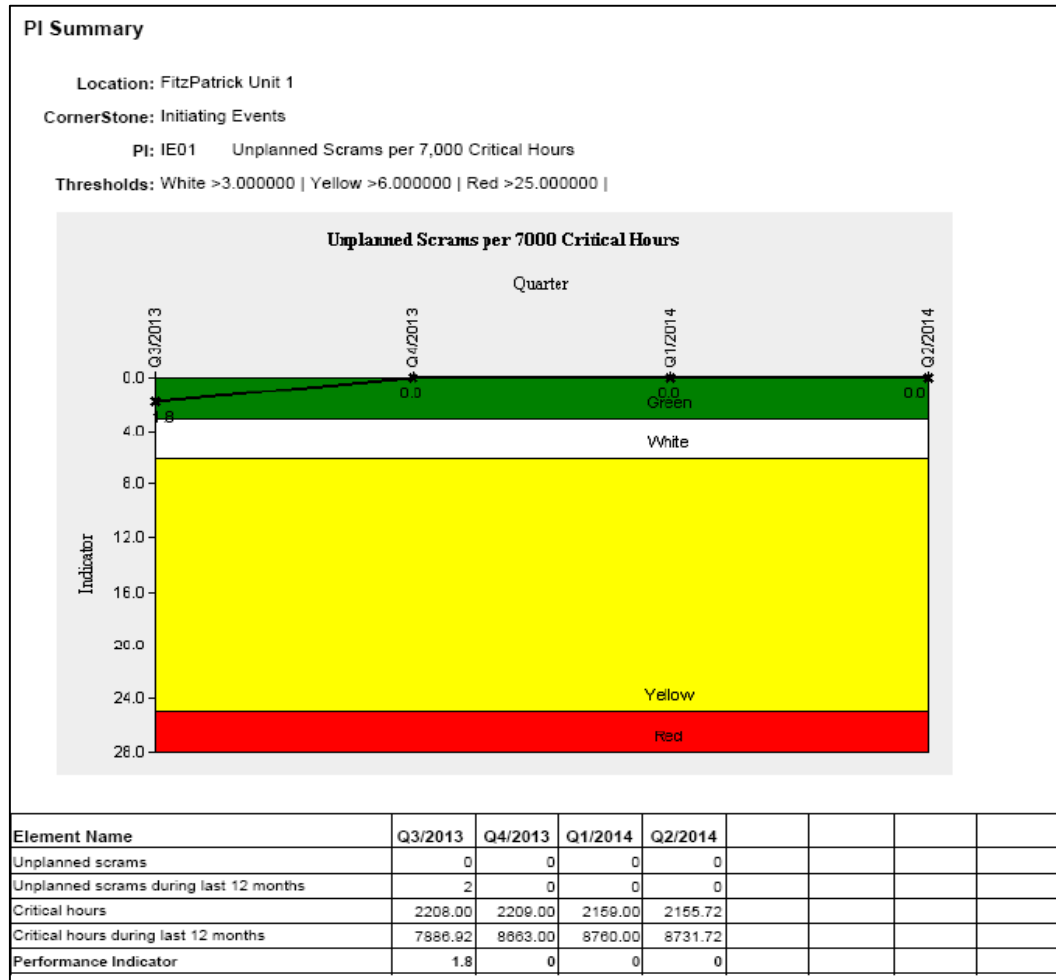 PI Summary
Location: FitzPatrick Unit 1
CornerStone: Initiating Events
PI: IE01 Unplanned Scrams per 7,000 Critical Hours
Thresholds: White >3.000000 | Yellow >6.000000 | Red >25.000000 |
Unplanned Scrams per 7000 Critical Hours
Quarter
Q3/2013 Q4/2013 Q1/2014 Q2/2014
0.0
1.8 0.0 0.0 0.0
Green
4.0
White
8.0
12.0
Indicator
16.0
20.0
24.0
Yellow
Red
28.0
Element Name Q3/2013 Q4/2013 Q1/2014 Q2/2014
Unplanned scrams 0 0 0 0
Unplanned scrams during last 12 months 2 0 0 0
Critical hours 2208.00 2209.00 2159.00 2155.72
Critical hours during last 12 months 7886.92 8663.00 8760.00 8731.72
Performance Indicator 1.8 0 0 0